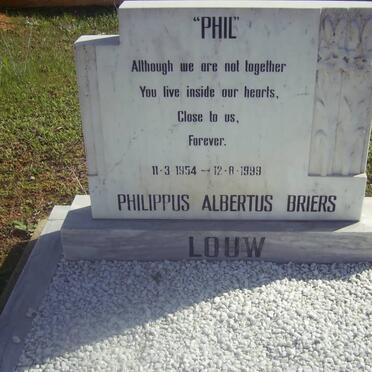 "PHIL"
Although we are not together
You live inside our hearts,
Close to us,
Forever.
11-3-1954 - 12-8-1999
PHILIPPUS ALBERTUS BRIERS
LOUW